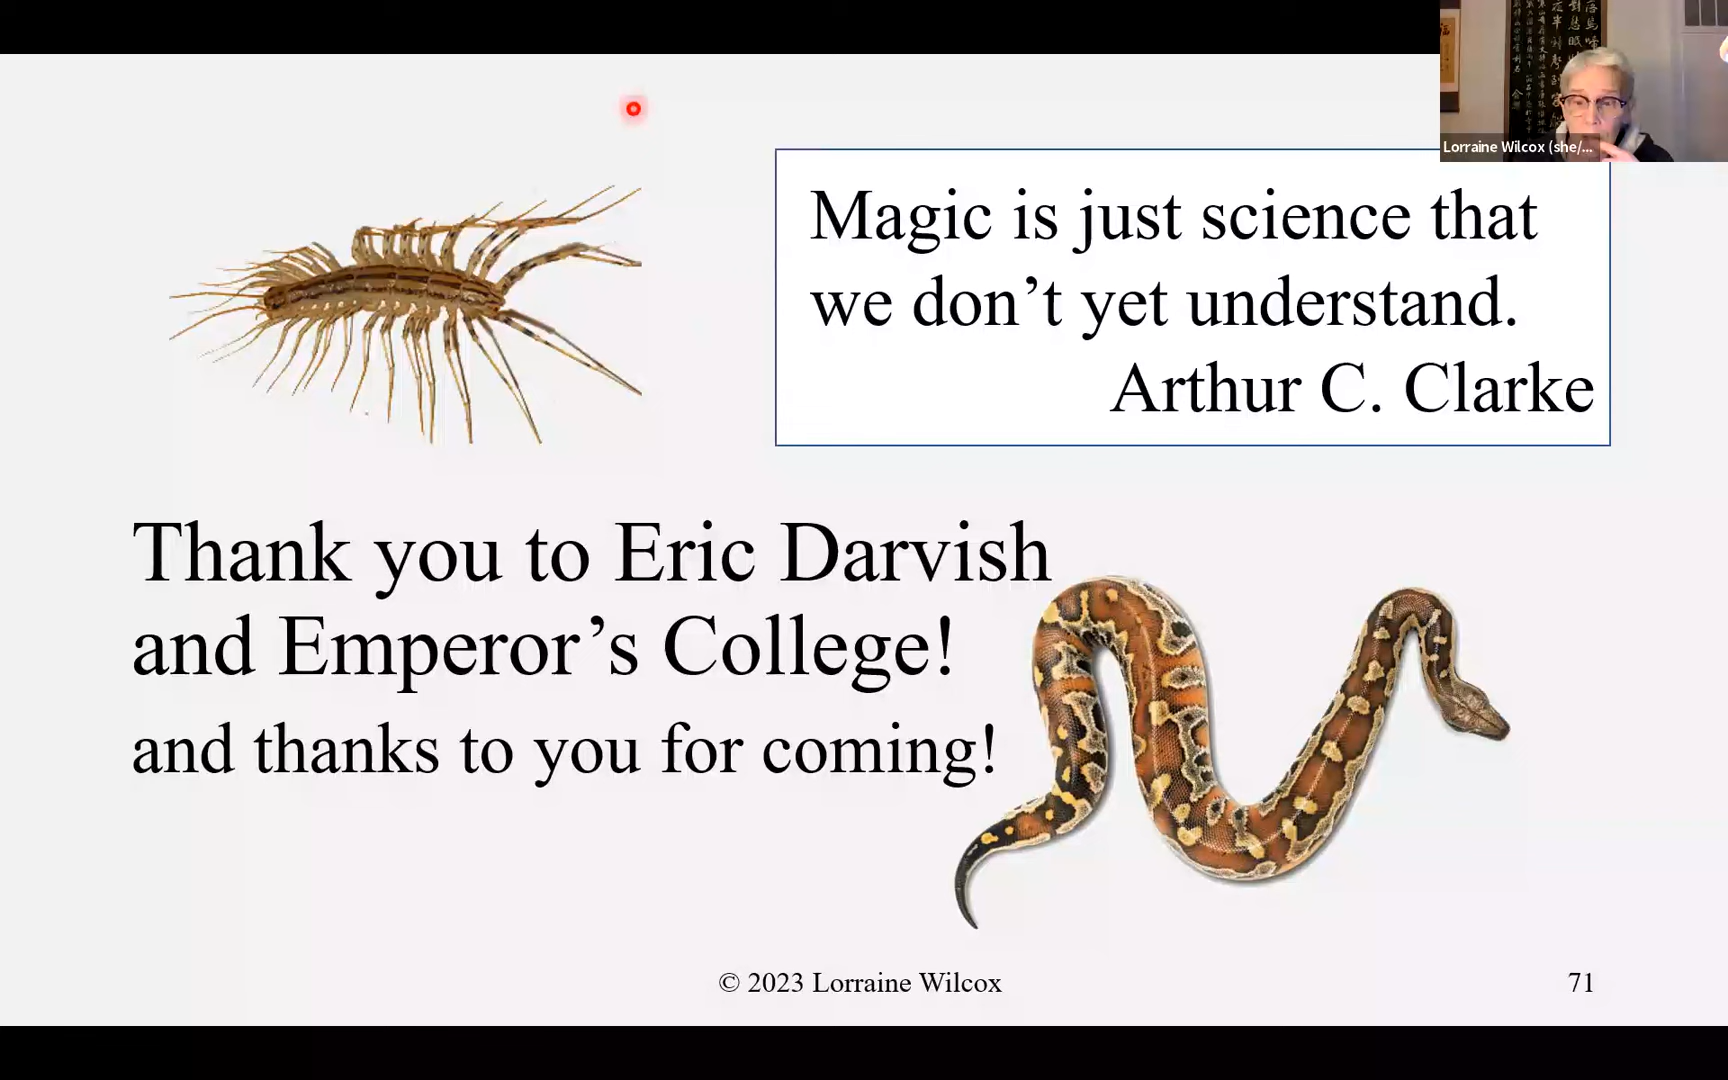 Lorraine Wilcox (she/...
Magic is just science that
we don’t yet understand.
Arthur C. Clarke
Thank you to Eric Darvish
and Emperor’s College!
and thanks to you for coming!
© 2023 Lorraine Wilcox
71